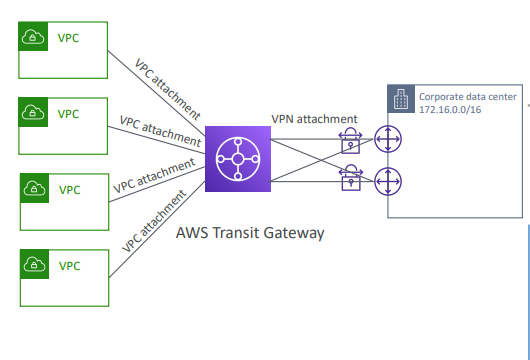 VPC
VPC
VPC
VPC
VPC attachment
VPC attachment
VPC attachment
VPC attachment
AWS Transit Gateway
VPN attachment
Corporate data center
172.16.0.0/16